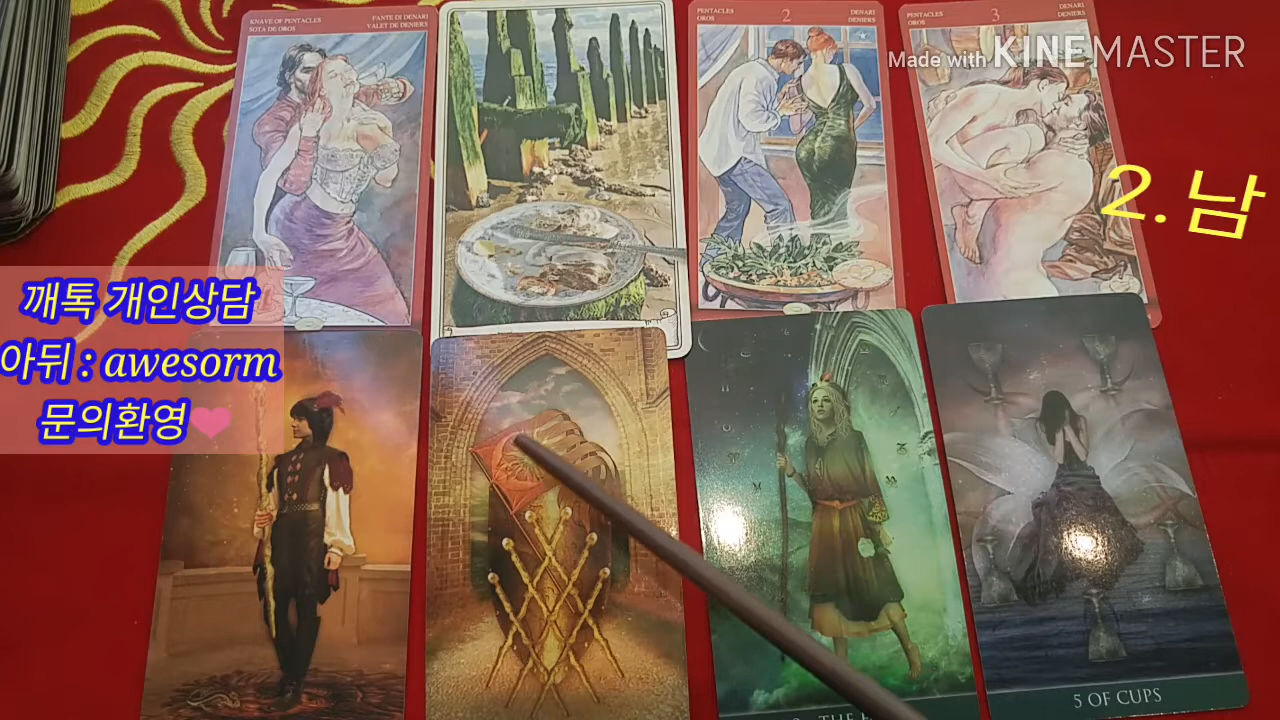 KNAVE OF PENTACLES
SOTA DE OROS
FANTE DI DENARI
VALET DE DENIERS
PENTACLES
OROS
2
DENARI
DENIERS
PENTACLES
OROS
3
DENARI
DENIERS
Made with KINEMASTER
2.남
깨톡 개인상담
아뒤 : awesorm
문의환영
THE
5 OF CUPS